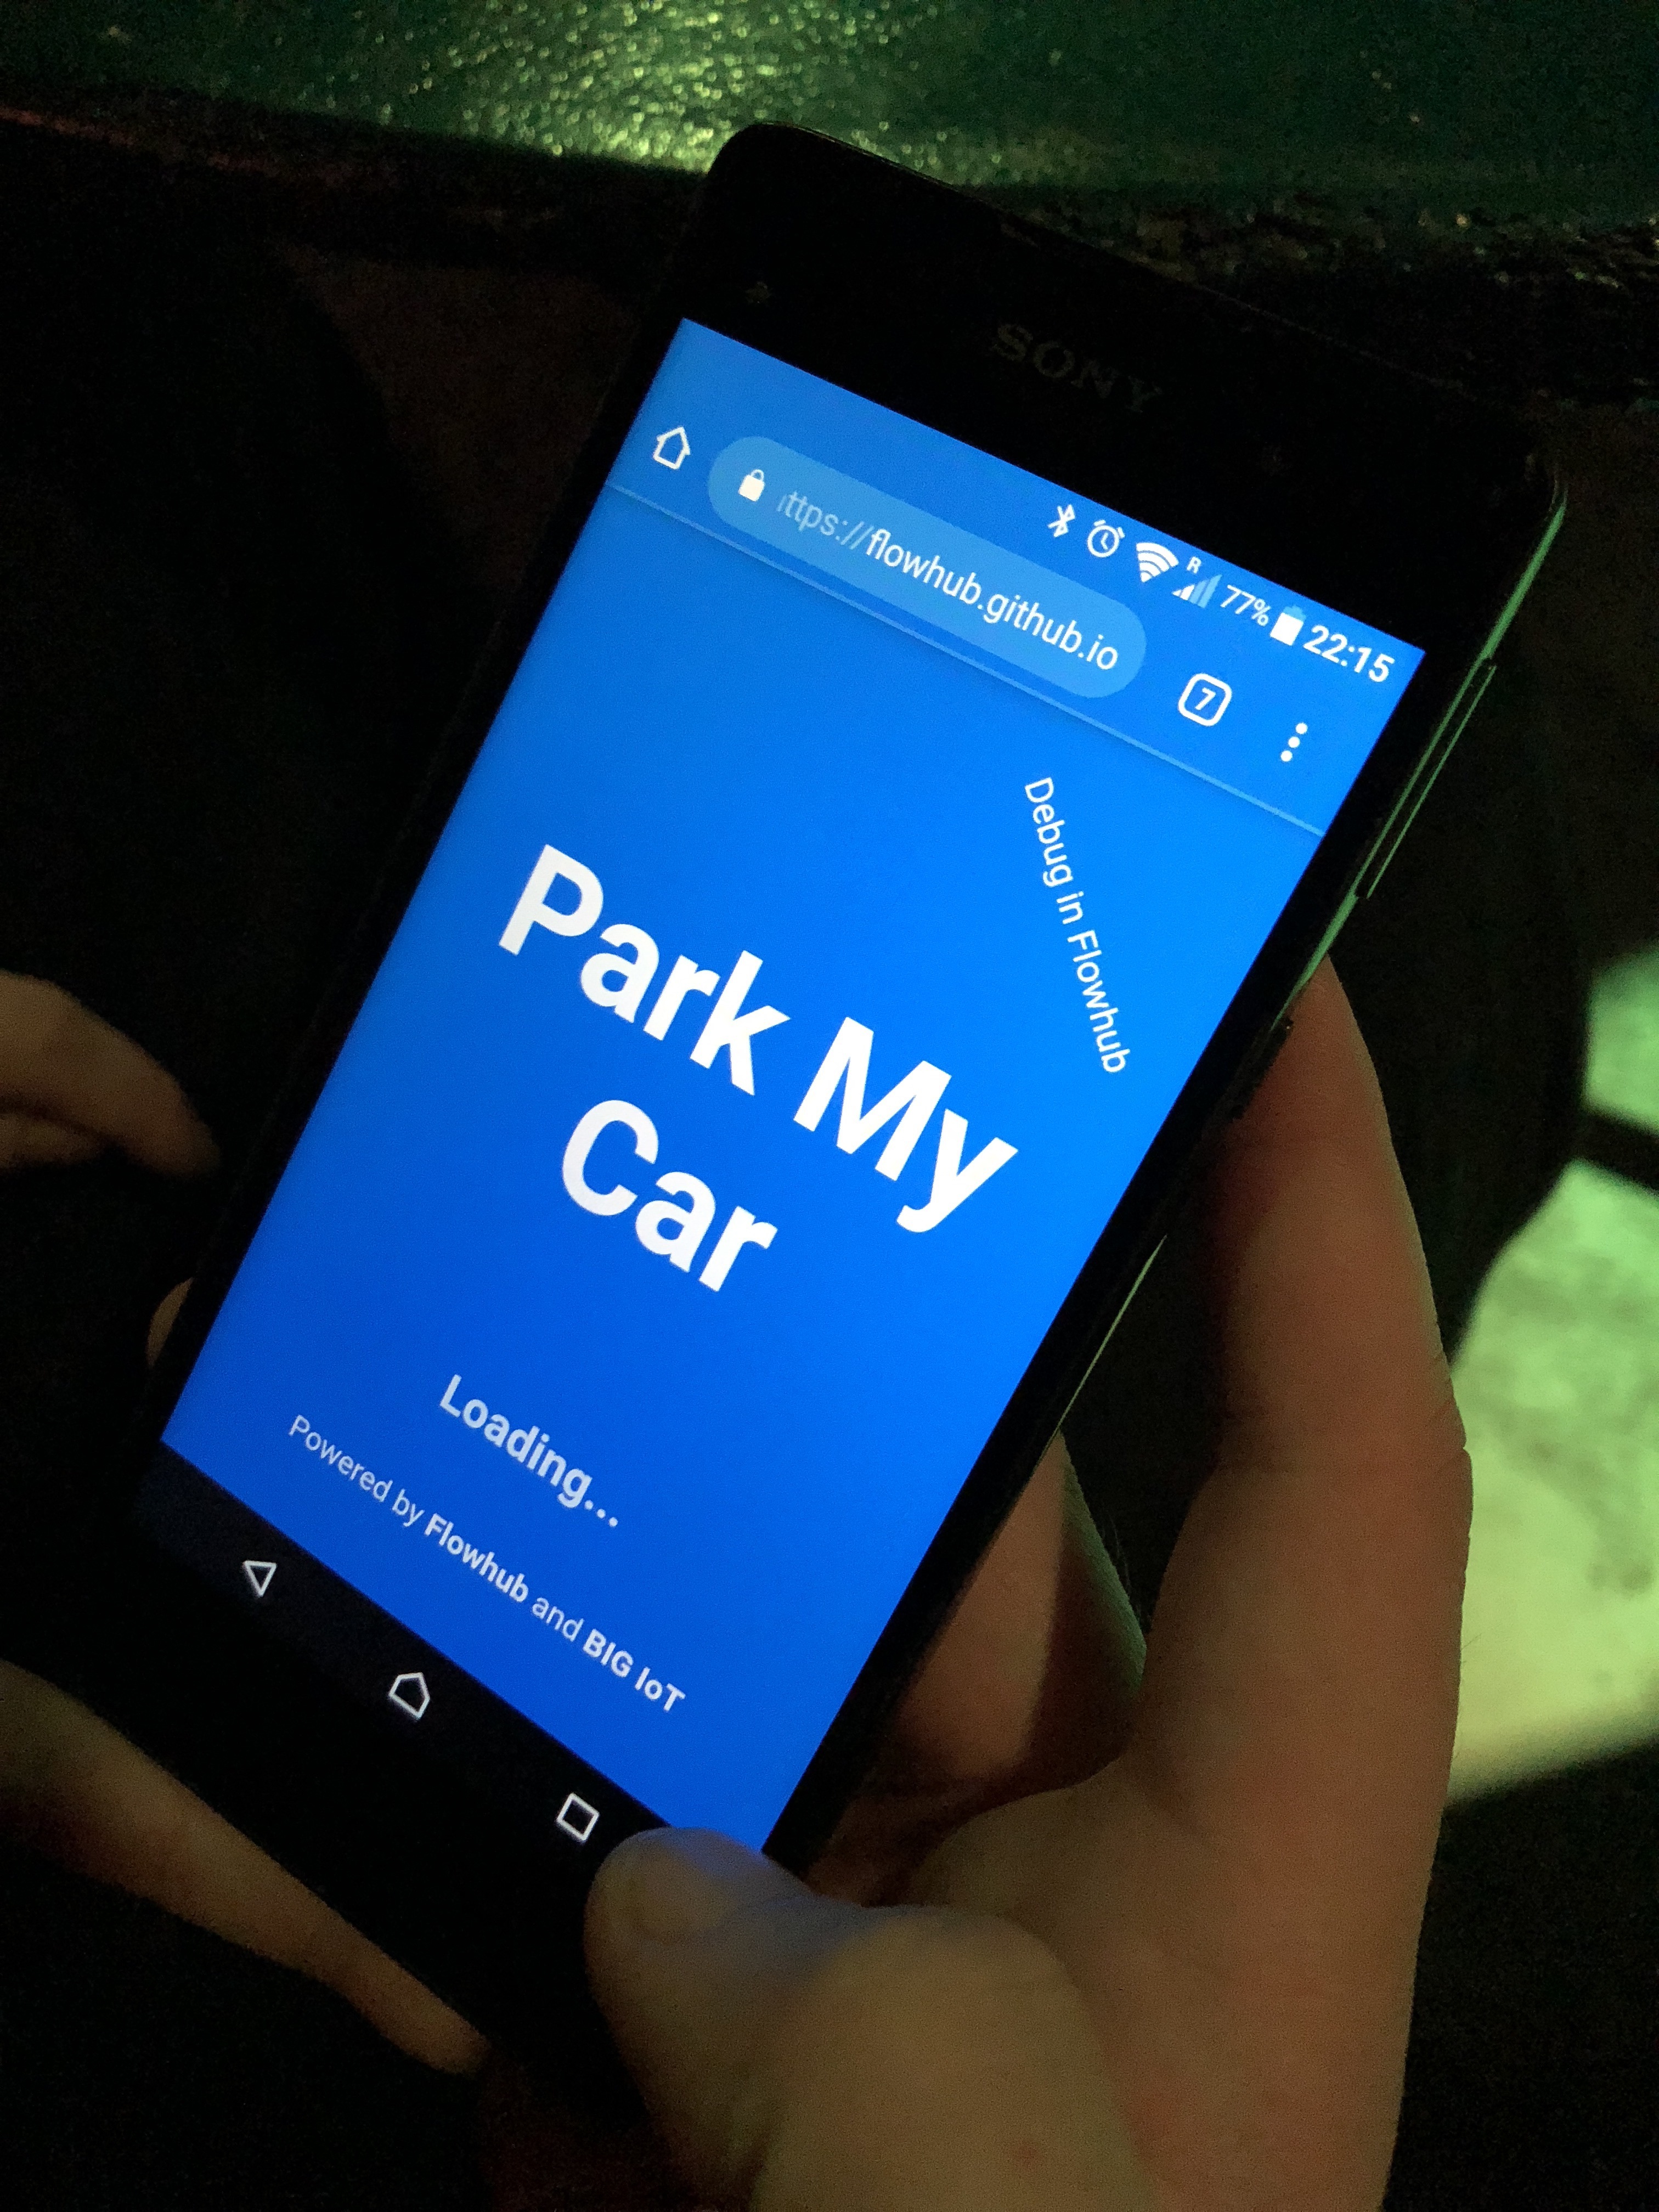 SONY
R 77% 22:15
ttps://flowhub.github.io
7
Debug in Flowhub
Park My
Car
Loading...
Powered by Flowhub and BIG IoT